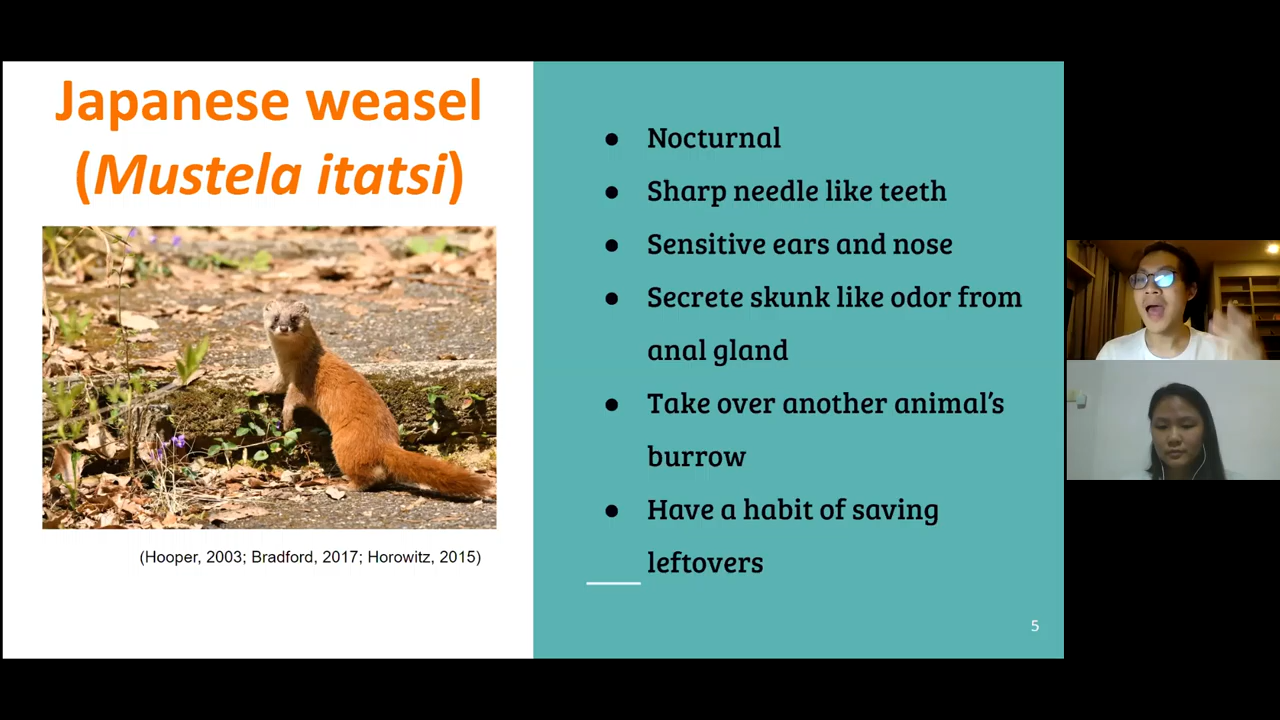 Japanese weasel
(Mustela itatsi)
(Hooper, 2003; Bradford, 2017; Horowitz, 2015)
● Nocturnal
● Sharp needle like teeth
● Sensitive ears and nose
● Secrete skunk like odor from
anal gland
● Take over another animal’s
burrow
● Have a habit of saving
leftovers
5